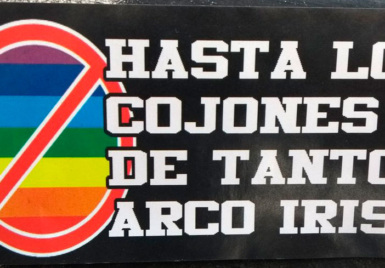 HASTA LO
COJONES
DE TANTO
ARCO IRIS